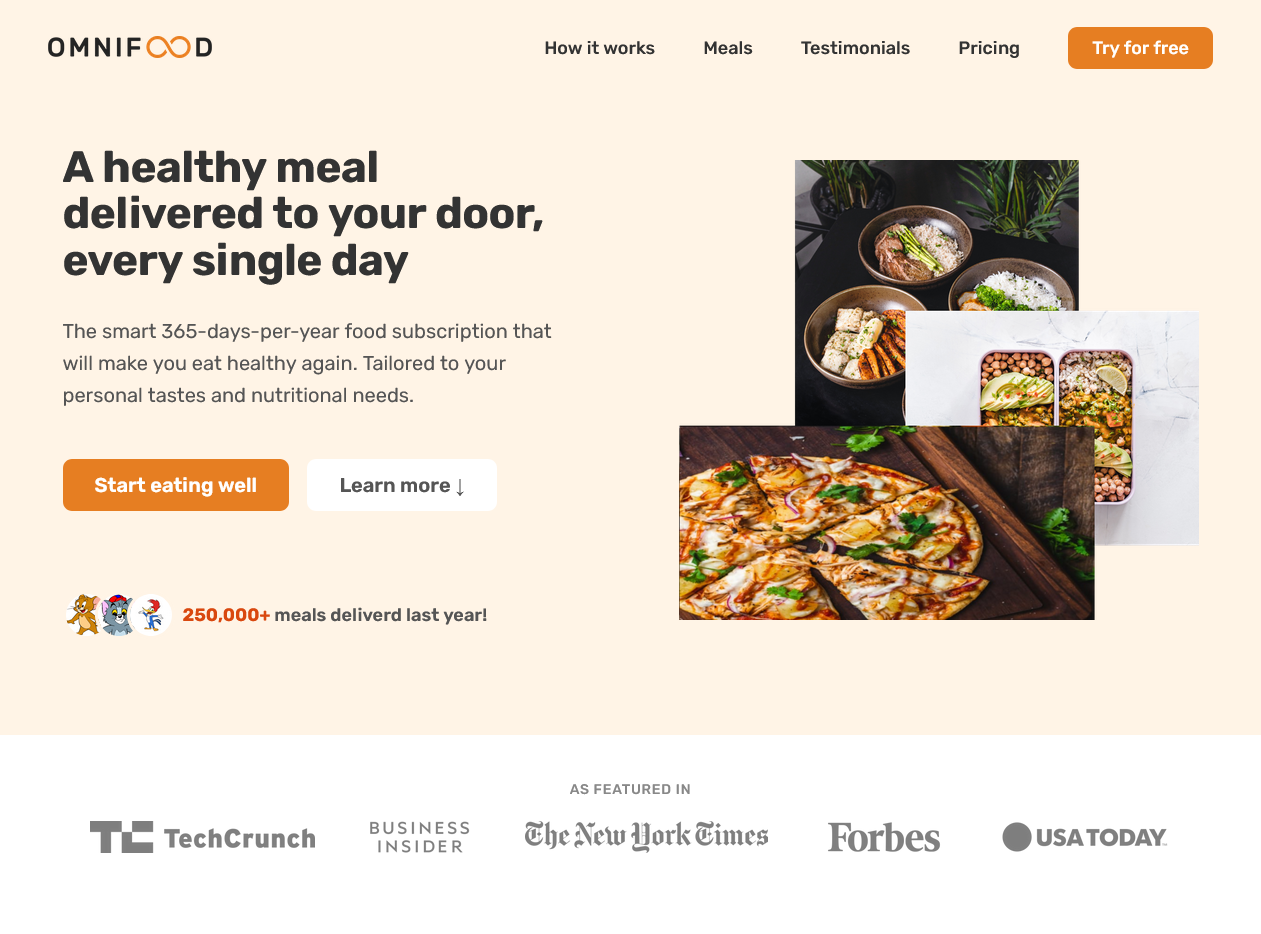 OMNIFOOD
How it works Meals Testimonials Pricing Try for free
A healthy meal
delivered to your door,
every single day
The smart 365-days-per-year food subscription that
will make you eat healthy again. Tailored to your
personal tastes and nutritional needs.
Start eating well Learn more ↓
250,000+ meals deliverd last year!
AS FEATURED IN
TC TechCrunch
BUSINESS
INSIDER
The New York Times
Forbes
USA TODAY